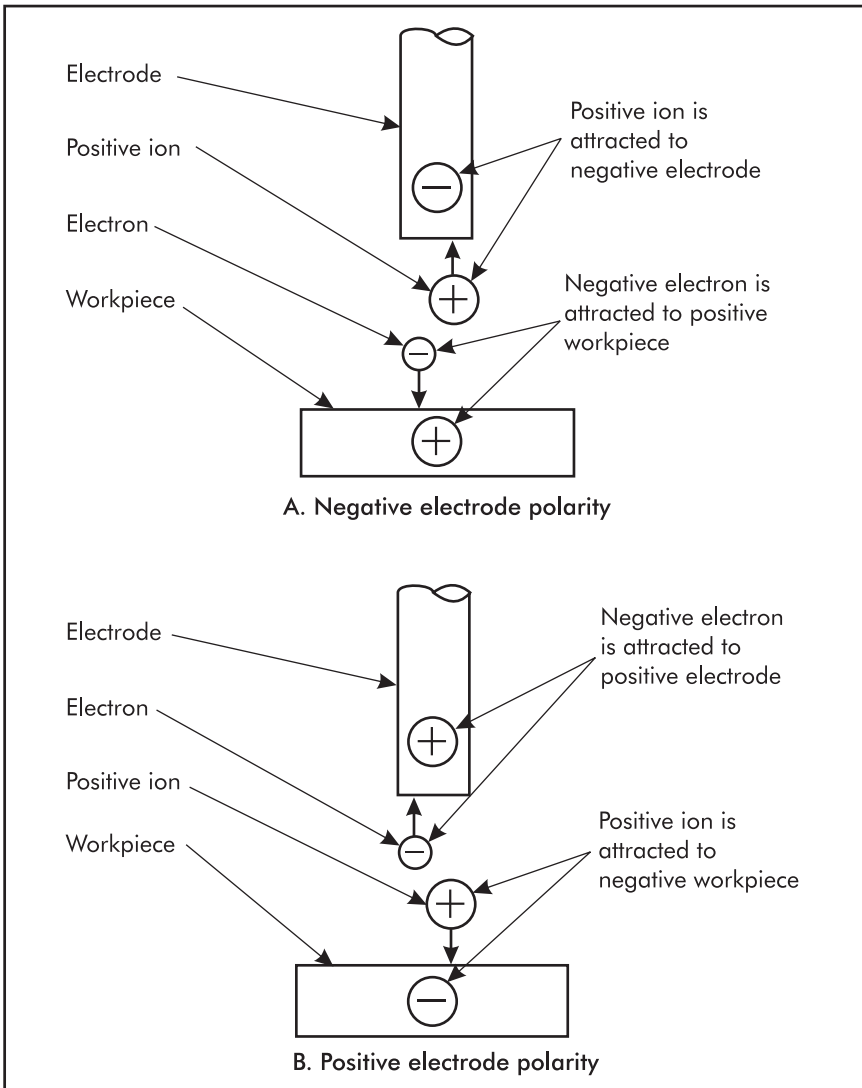 Electrode
Positive ion
Electron
Workpiece
Positive ion is
attracted to
negative electrode
Negative electron is
attracted to positive
workpiece
−
+
−
+
A. Negative electrode polarity
Electrode
Electron
Positive ion
Workpiece
Negative electron
is attracted to
positive electrode
Positive ion is
attracted to
negative workpiece
+
−
+
−
B. Positive electrode polarity